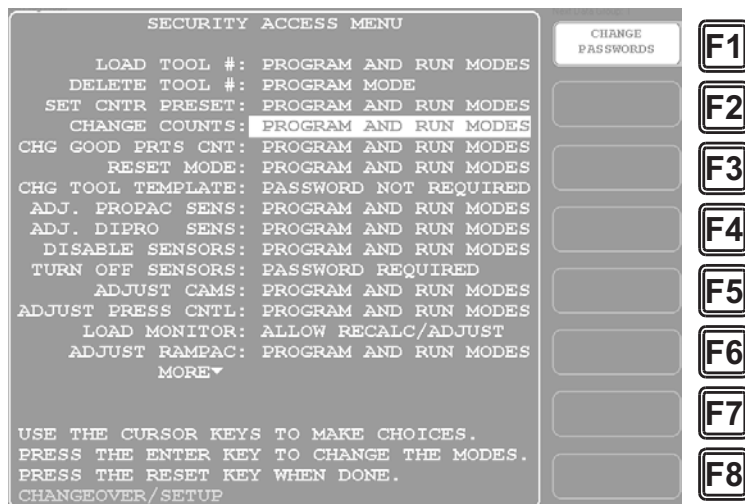 SECURITY ACCESS MENU
LOAD TOOL #: PROGRAM AND RUN MODES
DELETE TOOL #: PROGRAM MODE
SET CNTR PRESET: PROGRAM AND RUN MODES
CHANGE COUNTS: PROGRAM AND RUN MODES
CHG GOOD PRTS CNT: PROGRAM AND RUN MODES
RESET MODE: PROGRAM AND RUN MODES
CHG TOOL TEMPLATE: PASSWORD NOT REQUIRED
ADJ. PROPAC SENS: PROGRAM AND RUN MODES
ADJ. DIPRO SENS: PROGRAM AND RUN MODES
DISABLE SENSORS: PROGRAM AND RUN MODES
TURN OFF SENSORS: PASSWORD REQUIRED
ADJUST CAMS: PROGRAM AND RUN MODES
ADJUST PRESS CNTL: PROGRAM AND RUN MODES
LOAD MONITOR: ALLOW RECALC/ADJUST
ADJUST RAMPAC: PROGRAM AND RUN MODES
MORE▼
USE THE CURSOR KEYS TO MAKE CHOICES.
PRESS THE ENTER KEY TO CHANGE THE MODES.
PRESS THE RESET KEY WHEN DONE.
CHANGEOVER/SETUP
CHANGE
PASSWORDS
F1
F2
F3
F4
F5
F6
F7
F8